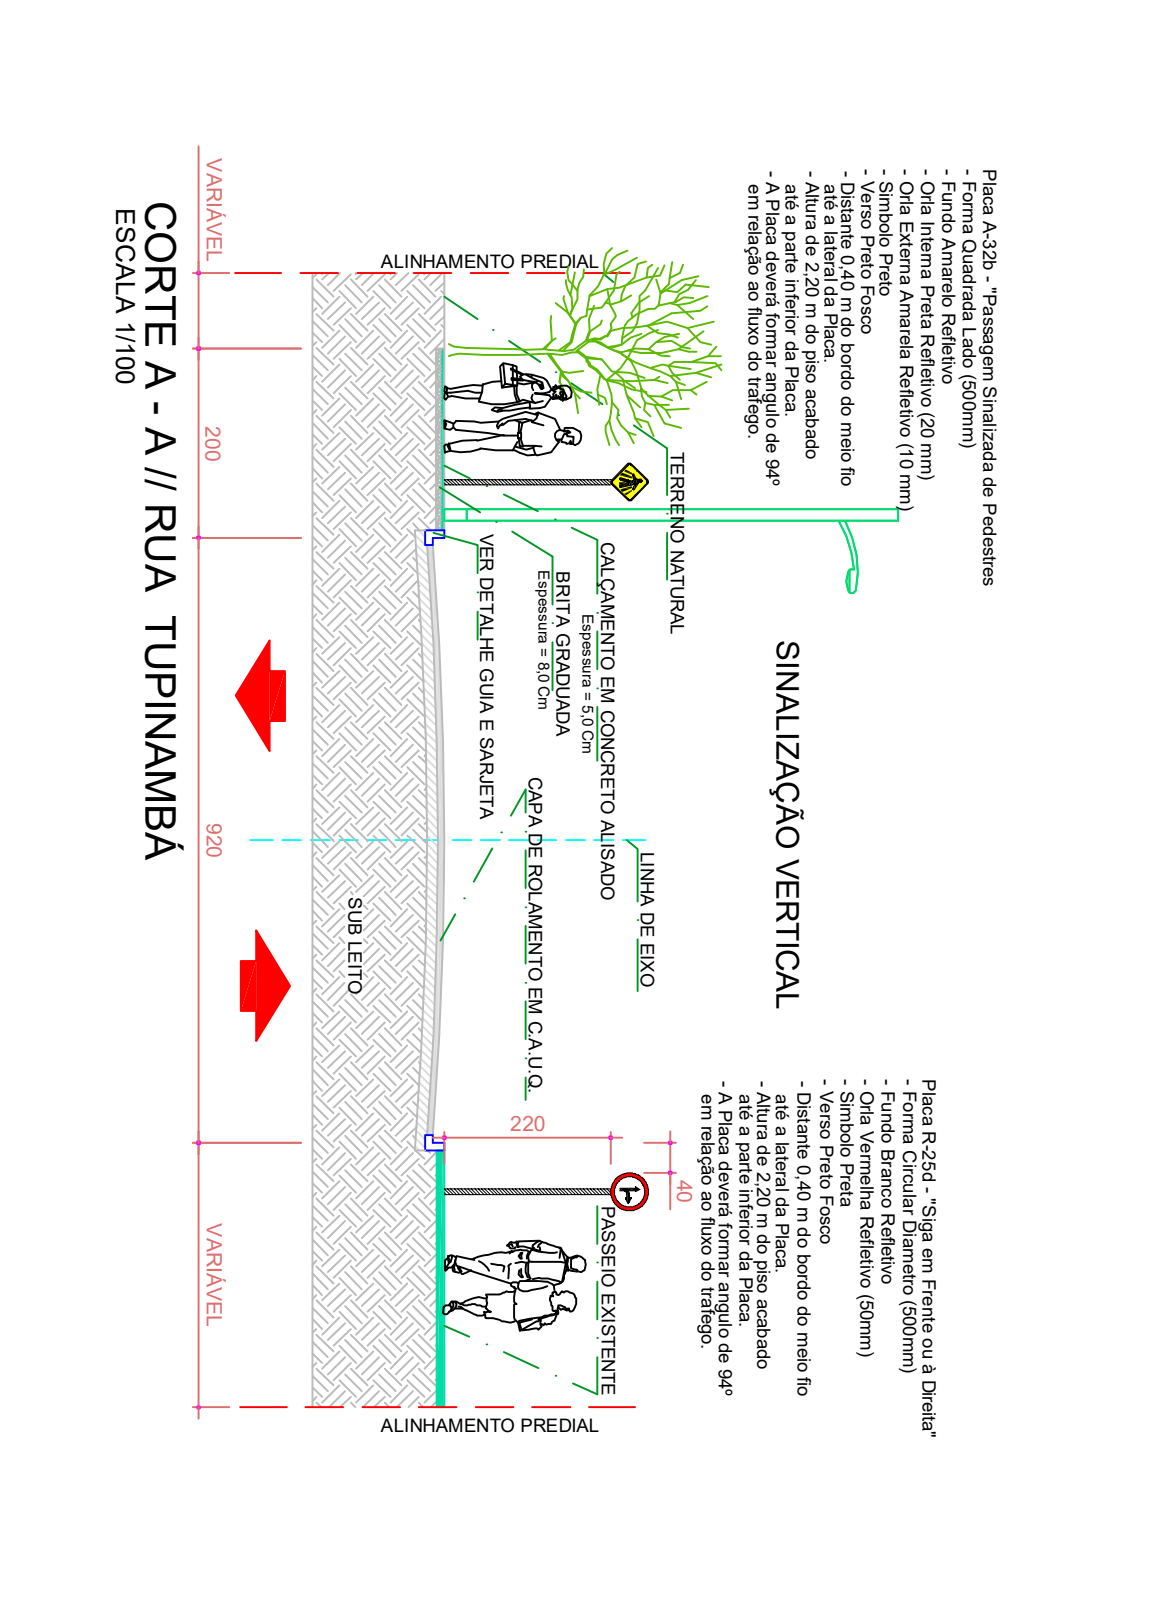 Placa A-32b - "Passagem Sinalizada de Pedestres
- Forma Quadrada Lado (500mm)
- Fundo Amarelo Refletivo
- Orla Interna Preta Refletivo (20 mm)
- Orla Externa Amarela Refletivo (10 mm)
- Simbolo Preto
- Verso Preto Fosco
- Distante 0,40 m do bordo do meio fio
até a lateral da Placa.
- Altura de 2,20 m do piso acabado
até a parte inferior da Placa.
- A Placa deverá formar angulo de 94º
em relação ao fluxo do trafego.
SINALIZAÇÃO VERTICAL
Placa R-25d - "Siga em Frente ou à Direita"
- Forma Circular Diametro (500mm)
- Fundo Branco Refletivo
- Orla Vermelha Refletivo (50mm)
- Simbolo Preta
- Verso Preto Fosco
- Distante 0,40 m do bordo do meio fio
até a lateral da Placa.
- Altura de 2,20 m do piso acabado
até a parte inferior da Placa.
- A Placa deverá formar angulo de 94º
em relação ao fluxo do trafego.
ALINHAMENTO PREDIAL
TERRENO NATURAL
CALÇAMENTO EM CONCRETO ALISADO
Espessura = 5,0 Cm
BRITA GRADUADA
Espessura = 8,0 Cm
VER DETALHE GUIA E SARJETA
LINHA DE EIXO
CAPA DE ROLAMENTO EM C.A.U.Q.
40
220
PASSEIO EXISTENTE
ALINHAMENTO PREDIAL
SUB LEITO
VARIÁVEL
200
920
VARIÁVEL
CORTE A - A // RUA TUPINAMBÁ
ESCALA 1/100